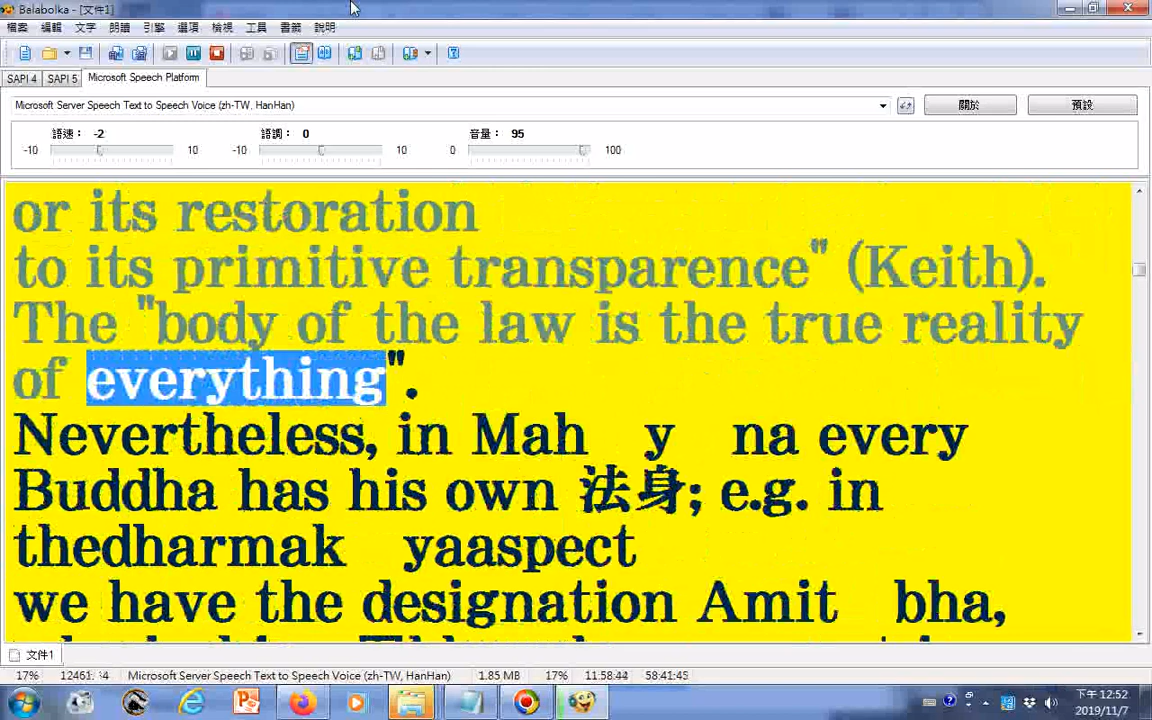 Balabolka - [文件1]
檔案 編輯 文字 朗讀 引擎 選項 檢視 工具 書籤 說明
SAPI 4 SAPI 5 Microsoft Speech Platform
Microsoft Server Speech Text to Speech Voice (zh-TW, HanHan) 關於 預設
語速： -2 語調： 0 音量： 95
-10 10 -10 10 0 100
or its restoration
to its primitive transparence" (Keith).
The "body of the law is the true reality
of everything".
Nevertheless, in Mah y na every
Buddha has his own 法身; e.g. in
thedharmak yaaspect
we have the designation Amit bha,
文件1
17% Microsoft Server Speech Text to Speech Voice (zh-TW, HanHan) 1.85 MB 17% 11:58:44 58:41:45
下午 12:52
2019/11/7